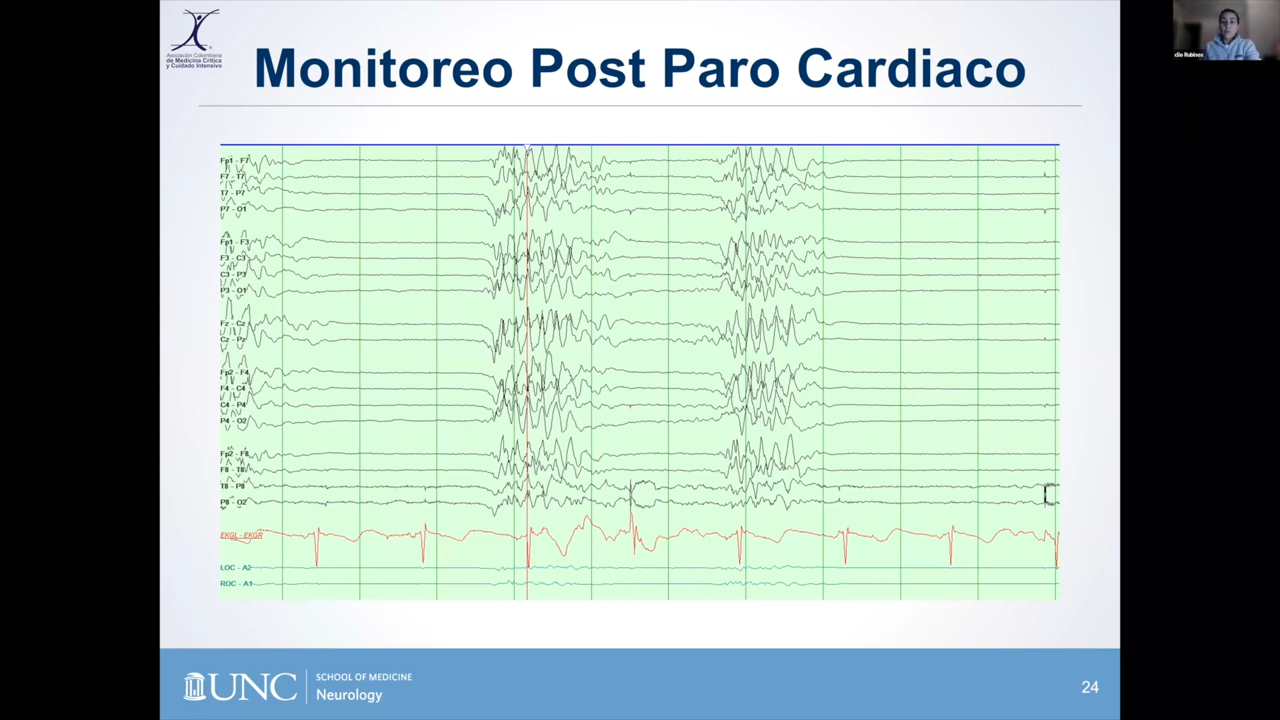 Asociación Colombiana
de Medicina Crítica
y Cuidado Intensivo
clio Rubinos
Monitoreo Post Paro Cardiaco
Fp1 - F7
F7 - T7
T7 - P7
P7 - O1
Fp1 - F3
F3 - C3
C3 - P3
P3 - O1
Fz - Cz
Cz - Pz
Fp2 - F4
F4 - C4
C4 - P4
P4 - O2
Fp2 - F8
F8 - T8
T8 - P8
P8 - O2
EKGL - EKGR
LOC - A2
ROC - A1
UNC
SCHOOL OF MEDICINE
Neurology
24